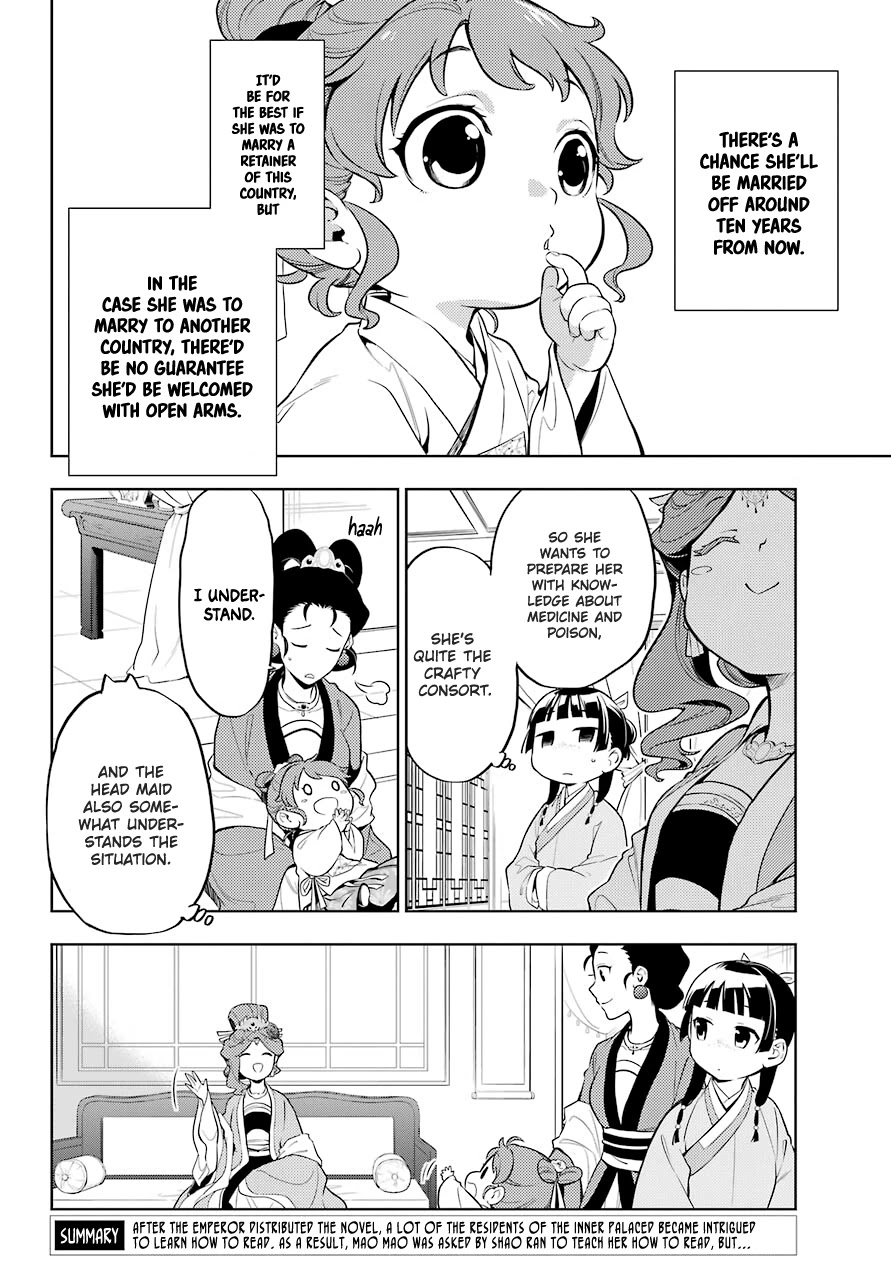 THERE'S A
CHANCE SHE'LL
BE MARRIED
OFF AROUND
TEN YEARS
FROM NOW.
IT'D
BE FOR
THE BEST IF
SHE WAS TO
MARRY A
RETAINER
OF THIS
COUNTRY,
BUT
IN THE
CASE SHE WAS TO
MARRY TO ANOTHER
COUNTRY, THERE'D
BE NO GUARANTEE
SHE'D BE WELCOMED
WITH OPEN ARMS.
SO SHE
WANTS TO
PREPARE HER
WITH KNOW-
LEDGE ABOUT
MEDICINE AND
POISON,
SHE'S
QUITE THE
CRAFTY
CONSORT.
haah
I UNDER-
STAND.
AND THE
HEAD MAID
ALSO SOME-
WHAT UNDER-
STANDS THE
SITUATION.
SUMMARY
AFTER THE EMPEROR DISTRIBUTED THE NOVEL, A LOT OF THE RESIDENTS OF THE INNER PALACED BECAME INTRIGUED
TO LEARN HOW TO READ. AS A RESULT, MAO MAO WAS ASKED BY SHAO RAN TO TEACH HER HOW TO READ, BUT...